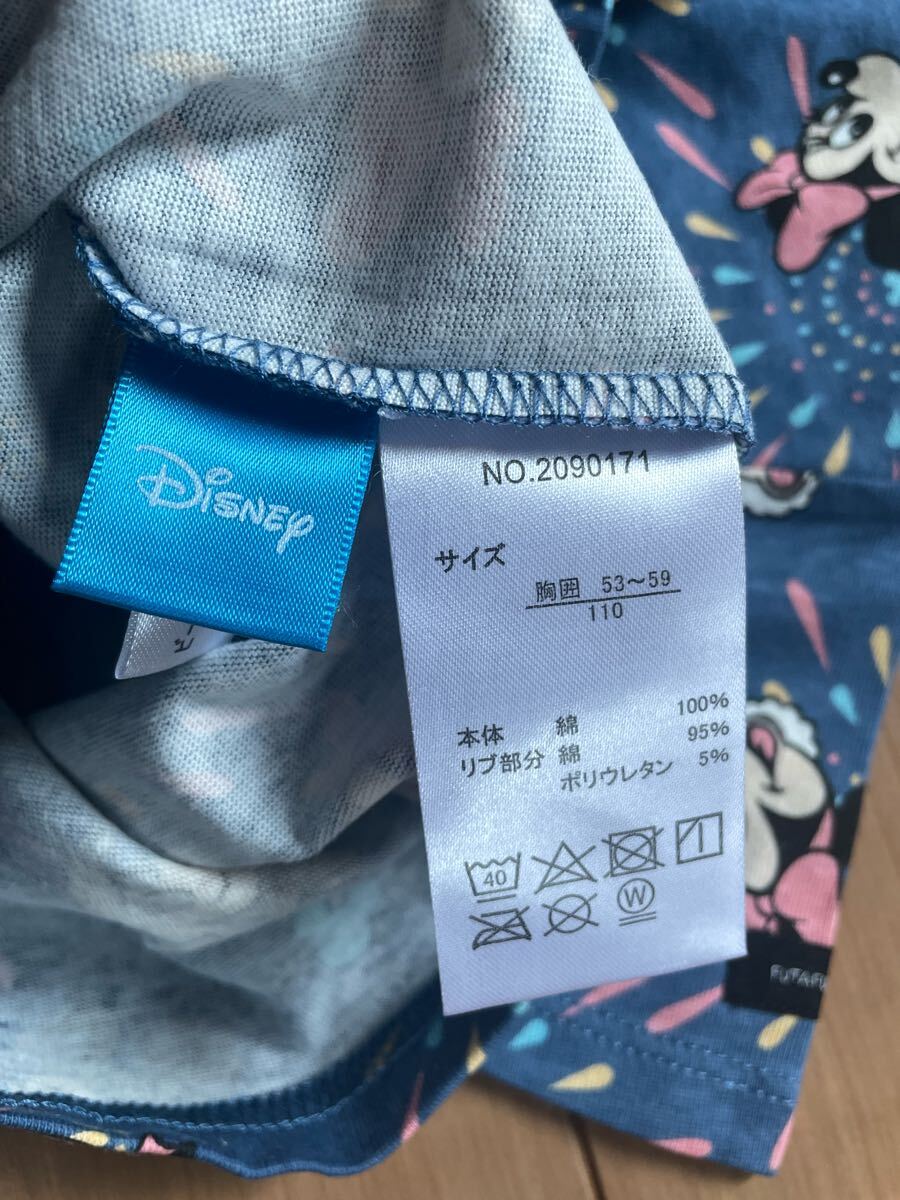 Disney
NO.2090171
サイズ
胸囲 53～59
110
100%
本体 綿 95%
リブ部分 綿
ポリウレタン 5%
40
W